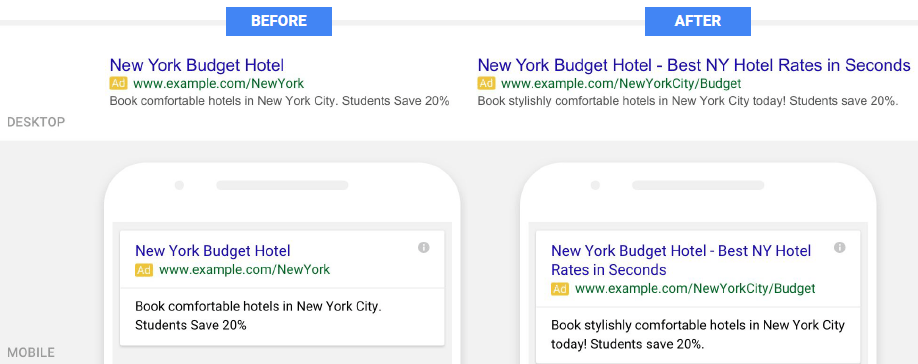 BEFORE
AFTER
New York Budget Hotel
Ad www.example.com/NewYork
Book comfortable hotels in New York City. Students Save 20%
New York Budget Hotel - Best NY Hotel Rates in Seconds
Ad www.example.com/NewYorkCity/Budget
Book stylishly comfortable hotels in New York City today! Students save 20%.
DESKTOP
New York Budget Hotel
Ad www.example.com/NewYork
Book comfortable hotels in New York City.
Students Save 20%
New York Budget Hotel - Best NY Hotel
Rates in Seconds
Ad www.example.com/NewYorkCity/Budget
Book stylishly comfortable hotels in New York City
today! Students save 20%.
MOBILE